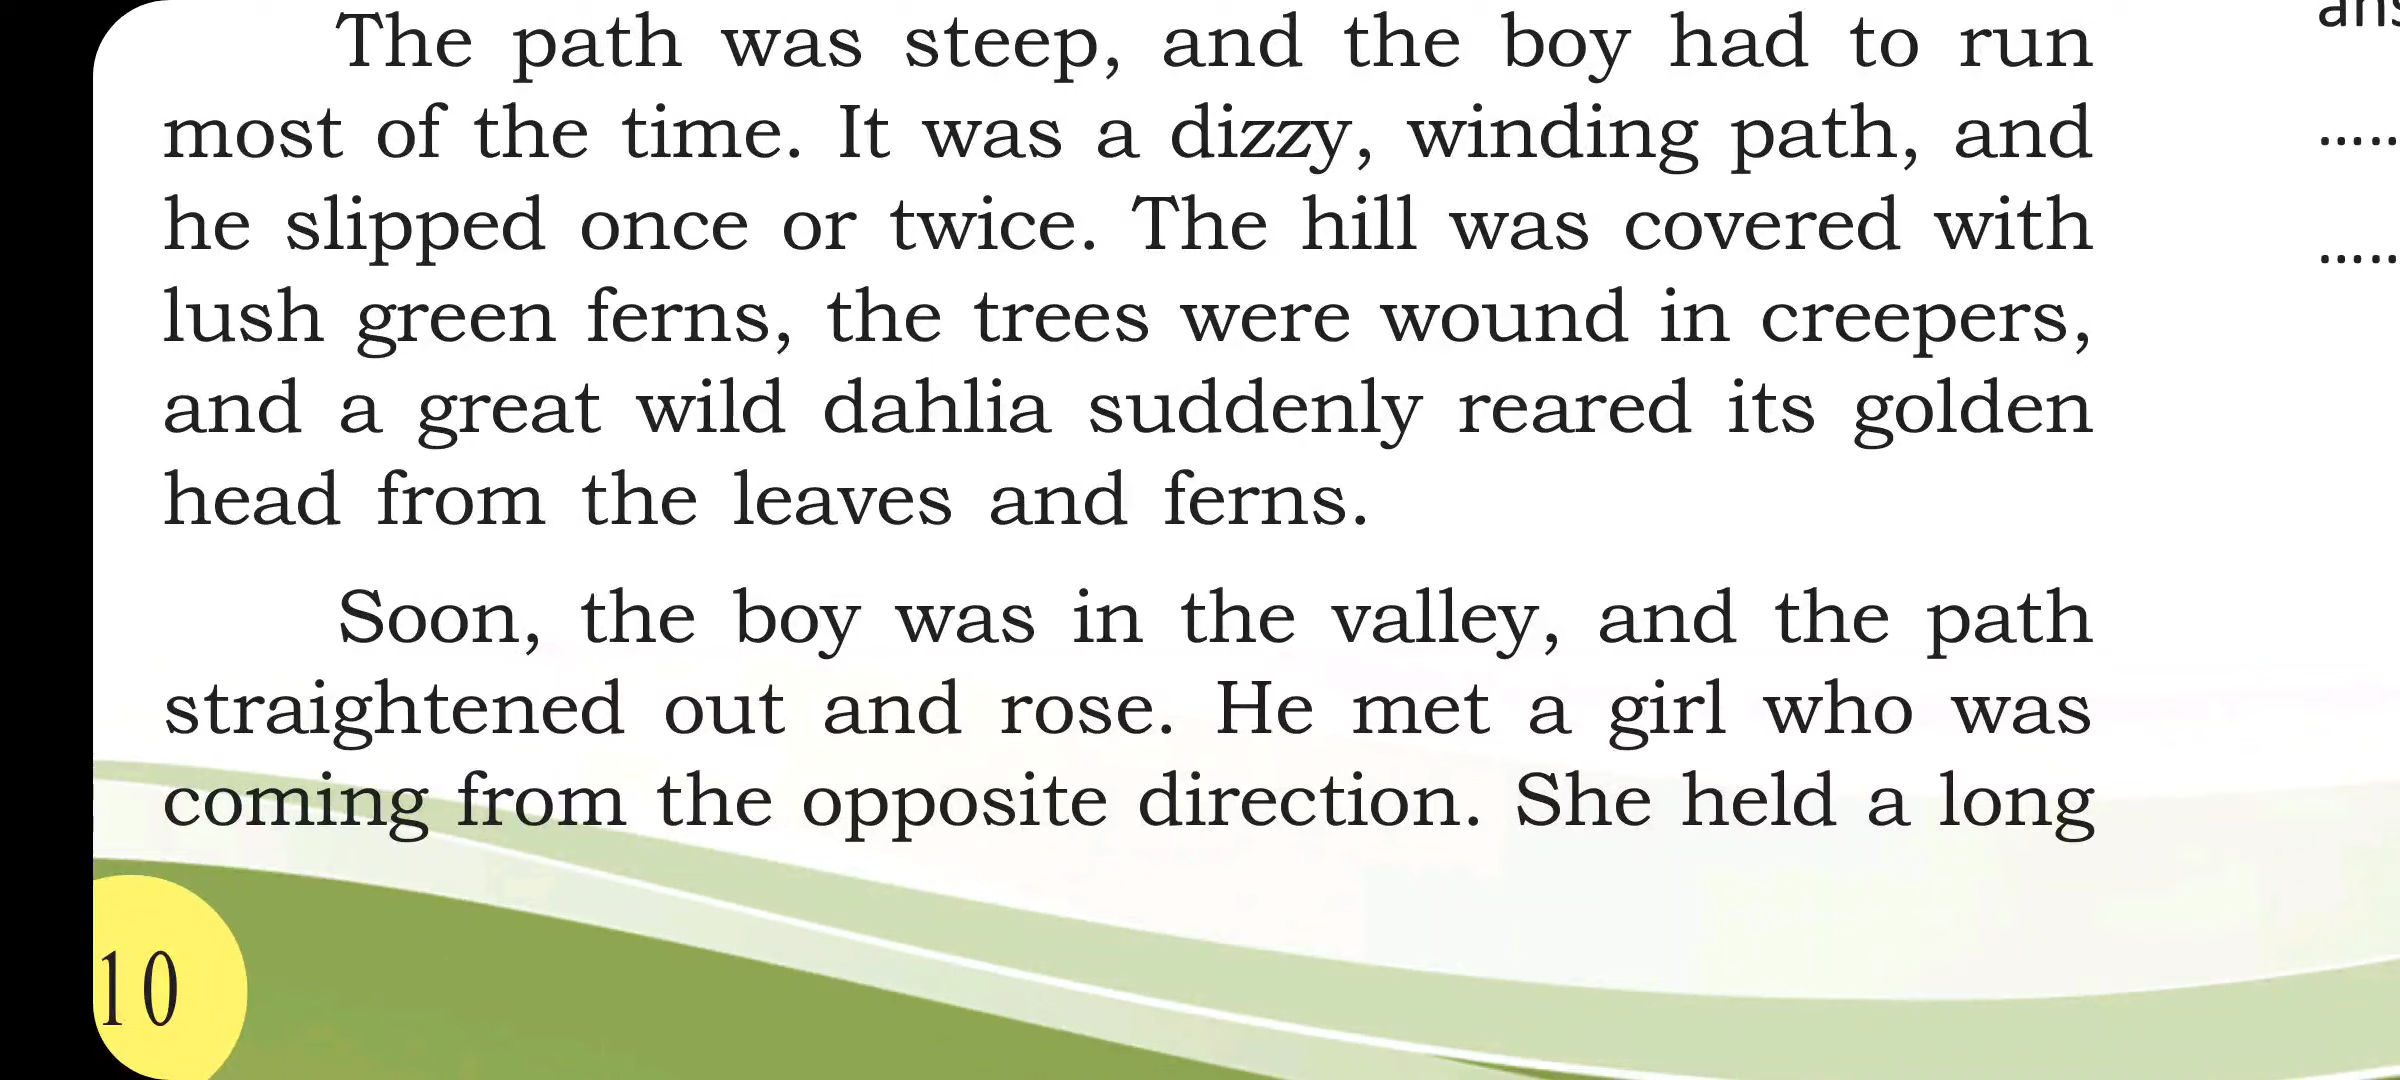 The path was steep, and the boy had to run
most of the time. It was a dizzy, winding path, and
he slipped once or twice. The hill was covered with
lush green ferns, the trees were wound in creepers,
and a great wild dahlia suddenly reared its golden
head from the leaves and ferns.
Soon, the boy was in the valley, and the path
straightened out and rose. He met a girl who was
coming from the opposite direction. She held a long
10